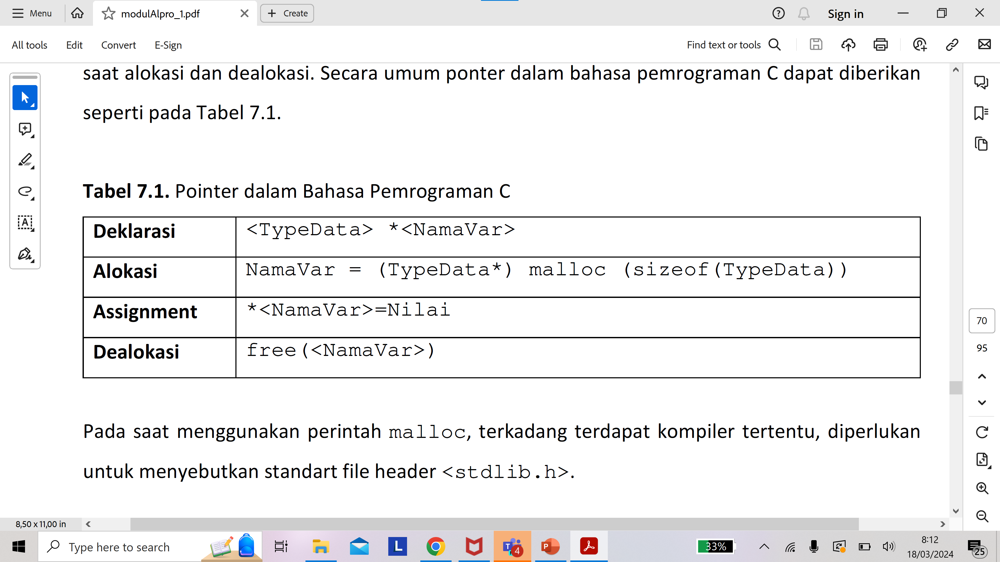 Menu
modulAlpro_1.pdf
Create
Sign in
All tools
Edit
Convert
E-Sign
Find text or tools
saat alokasi dan dealokasi. Secara umum ponter dalam bahasa pemrograman C dapat diberikan
seperti pada Tabel 7.1.
Tabel 7.1. Pointer dalam Bahasa Pemrograman C
Deklarasi <TypeData> *<NamaVar>
Alokasi NamaVar = (TypeData*) malloc (sizeof(TypeData))
Assignment *<NamaVar>=Nilai
Dealokasi free(<NamaVar>)
Pada saat menggunakan perintah malloc, terkadang terdapat kompiler tertentu, diperlukan
untuk menyebutkan standart file header <stdlib.h>.
70
95
8,50 x 11,00 in
Type here to search
L
T
4
P
33%
8:12
18/03/2024
25